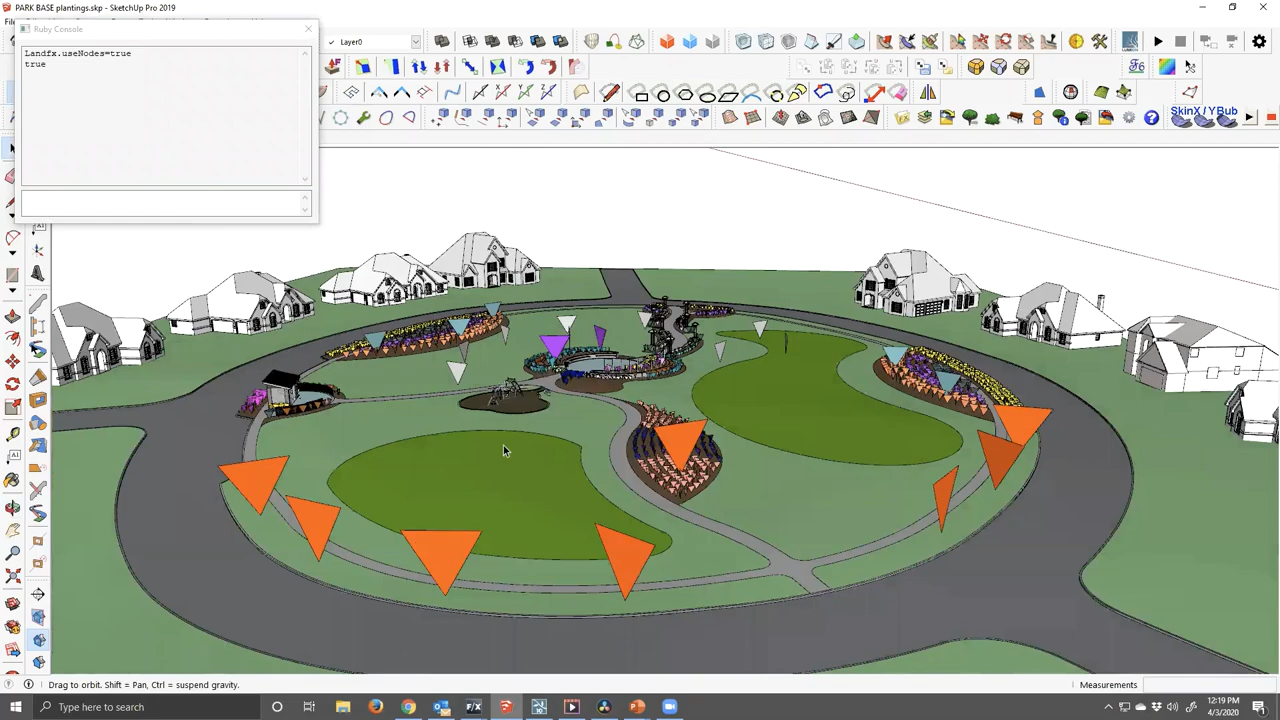 PARK BASE plantings.skp - SketchUp Pro 2019
Ruby Console
Landfx.useNodes=true
true
Layer0
SkinX/YBub
Drag to orbit. Shift = Pan, Ctrl = suspend gravity.
Measurements
Type here to search
12:19 PM
4/3/2020